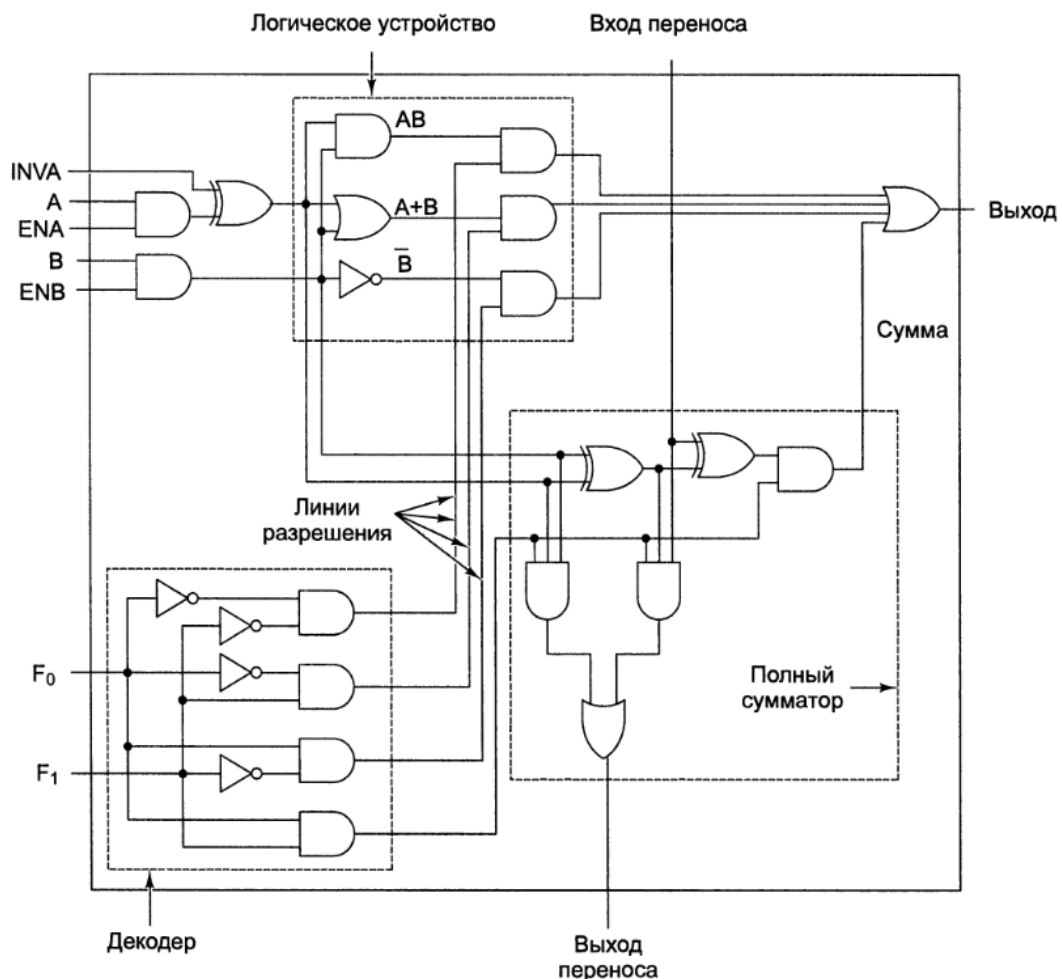 Логическое устройство
Вход переноса
AB
INVA
A
A+B
Выход
ENA
B
B̅
ENB
Сумма
Линии
разрешения
F₀
Полный
сумматор
F₁
Декодер
Выход
переноса